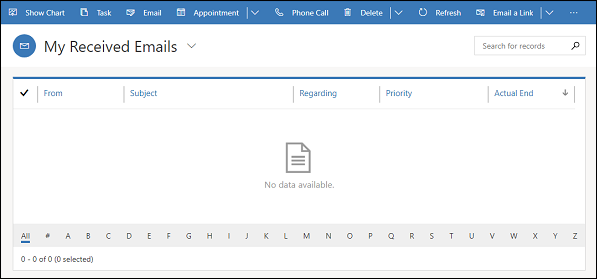 Show Chart Task Email Appointment Phone Call Delete Refresh Email a Link ...
My Received Emails
Search for records
From Subject Regarding Priority Actual End
No data available.
All # A B C D E F G H I J K L M N O P Q R S T U V W X Y Z
0 - 0 of 0 (0 selected)